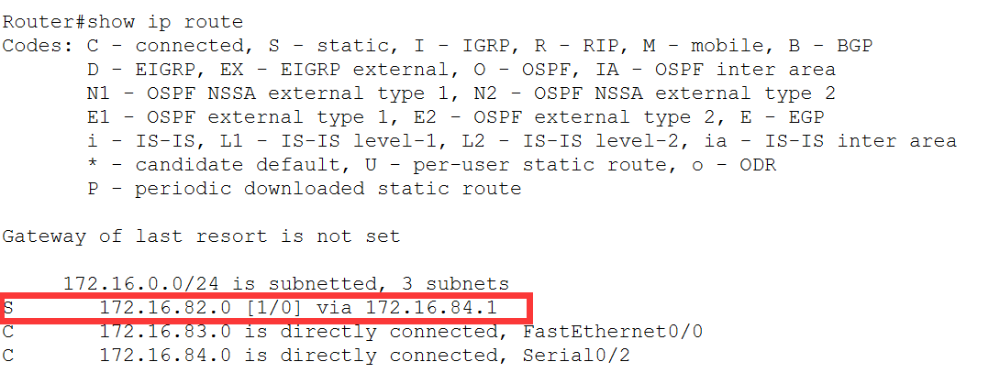 Router#show ip route
Codes: C - connected, S - static, I - IGRP, R - RIP, M - mobile, B - BGP
D - EIGRP, EX - EIGRP external, O - OSPF, IA - OSPF inter area
N1 - OSPF NSSA external type 1, N2 - OSPF NSSA external type 2
E1 - OSPF external type 1, E2 - OSPF external type 2, E - EGP
i - IS-IS, L1 - IS-IS level-1, L2 - IS-IS level-2, ia - IS-IS inter area
* - candidate default, U - per-user static route, o - ODR
P - periodic downloaded static route
Gateway of last resort is not set
172.16.0.0/24 is subnetted, 3 subnets
S 172.16.82.0 [1/0] via 172.16.84.1
C 172.16.83.0 is directly connected, FastEthernet0/0
C 172.16.84.0 is directly connected, Serial0/2